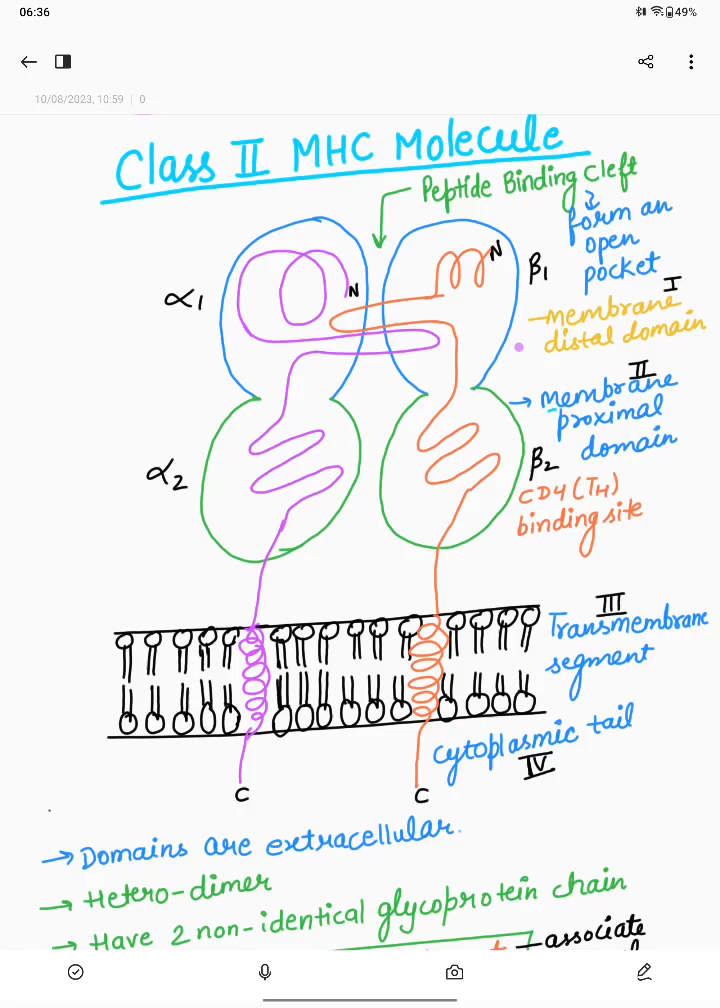 06:36
49%
10/08/2023, 10:59 | 0
Class II MHC Molecule
Peptide Binding Cleft
form an
open
pocket
α1
N
N
β1
I
-membrane
distal domain
II
→ membrane
proximal
domain
α2
β2
CD4 (TH)
binding site
III
Transmembrane
segment
cytoplasmic tail
IV
C
C
→ Domains are extracellular.
→ Hetero-dimer
→ Have 2 non-identical glycoprotein chain
associate